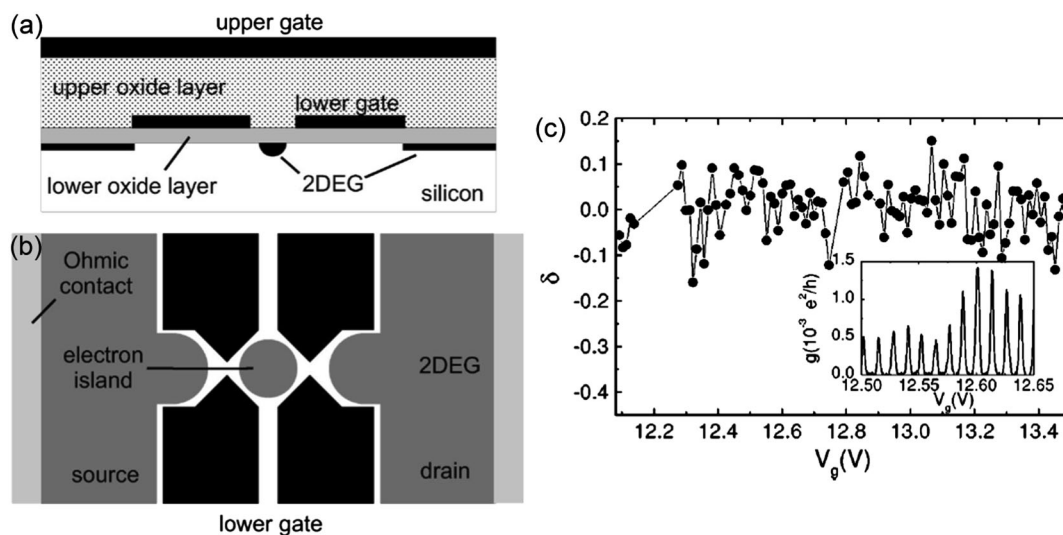 (a)
upper gate
upper oxide layer
lower gate
lower oxide layer
2DEG
silicon
(b)
Ohmic
contact
electron
island
2DEG
source
drain
lower gate
(c)
0.2
0.1
0.0
-0.1
-0.2
-0.3
-0.4
δ
12.2 12.4 12.6 12.8 13.0 13.2 13.4
Vg(V)
1.5
1.0
0.5
0.0
g(10⁻³ e²/h)
12.50 12.55 12.60 12.65
Vg(V)